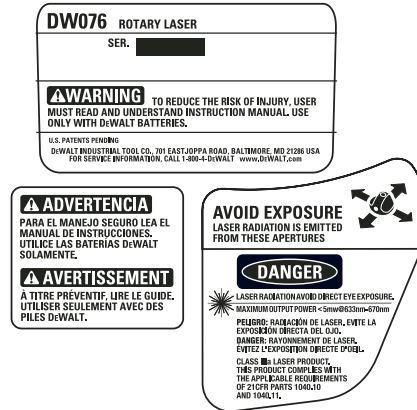 DW076 ROTARY LASER
SER.
WARNING TO REDUCE THE RISK OF INJURY, USER
MUST READ AND UNDERSTAND INSTRUCTION MANUAL. USE
ONLY WITH DEWALT BATTERIES.
U.S. PATENTS PENDING
DEWALT INDUSTRIAL TOOL CO., 701 EASTJOPPA ROAD, BALTIMORE, MD 21286 USA
FOR SERVICE INFORMATION, CALL 1-800-4-DEWALT www.DEWALT.com
ADVERTENCIA
PARA EL MANEJO SEGURO LEA EL
MANUAL DE INSTRUCCIONES.
UTILICE LAS BATERÍAS DEWALT
SOLAMENTE.
AVERTISSEMENT
À TITRE PRÉVENTIF, LIRE LE GUIDE.
UTILISER SEULEMENT AVEC DES
PILES DEWALT.
AVOID EXPOSURE
LASER RADIATION IS EMITTED
FROM THESE APERTURES
DANGER
LASER RADIATION AVOID DIRECT EYE EXPOSURE.
MAXIMUM OUTPUT POWER <5mw@633nm-670nm
PELIGRO: RADIACIÓN DE LASER. EVITE LA
EXPOSICIÓN DIRECTA DEL OJO.
DANGER: RAYONNEMENT DE LASER.
ÉVITEZ L'EXPOSITION DIRECTE D'OEIL.
CLASS IIIa LASER PRODUCT.
THIS PRODUCT COMPLIES WITH
THE APPLICABLE REQUIREMENTS
OF 21CFR PARTS 1040.10
AND 1040.11.